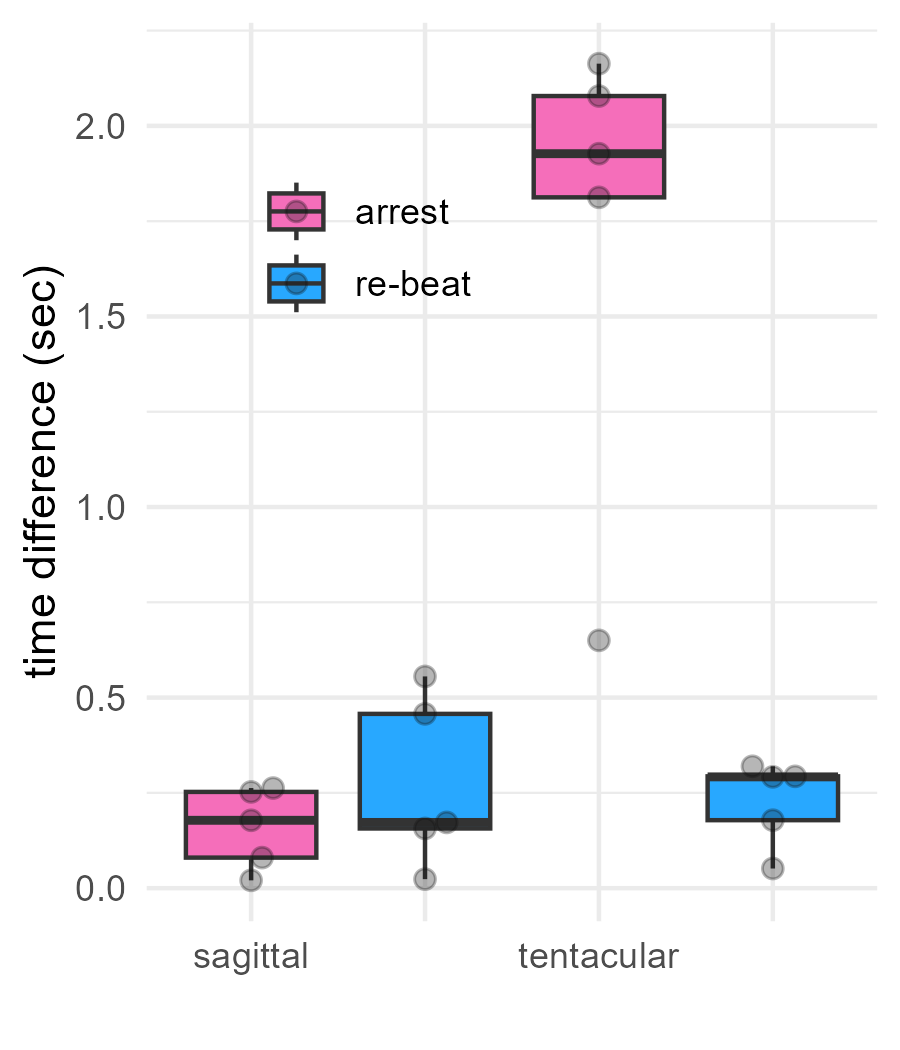 time difference (sec)
2.0
1.5
1.0
0.5
0.0
arrest
re-beat
sagittal
tentacular